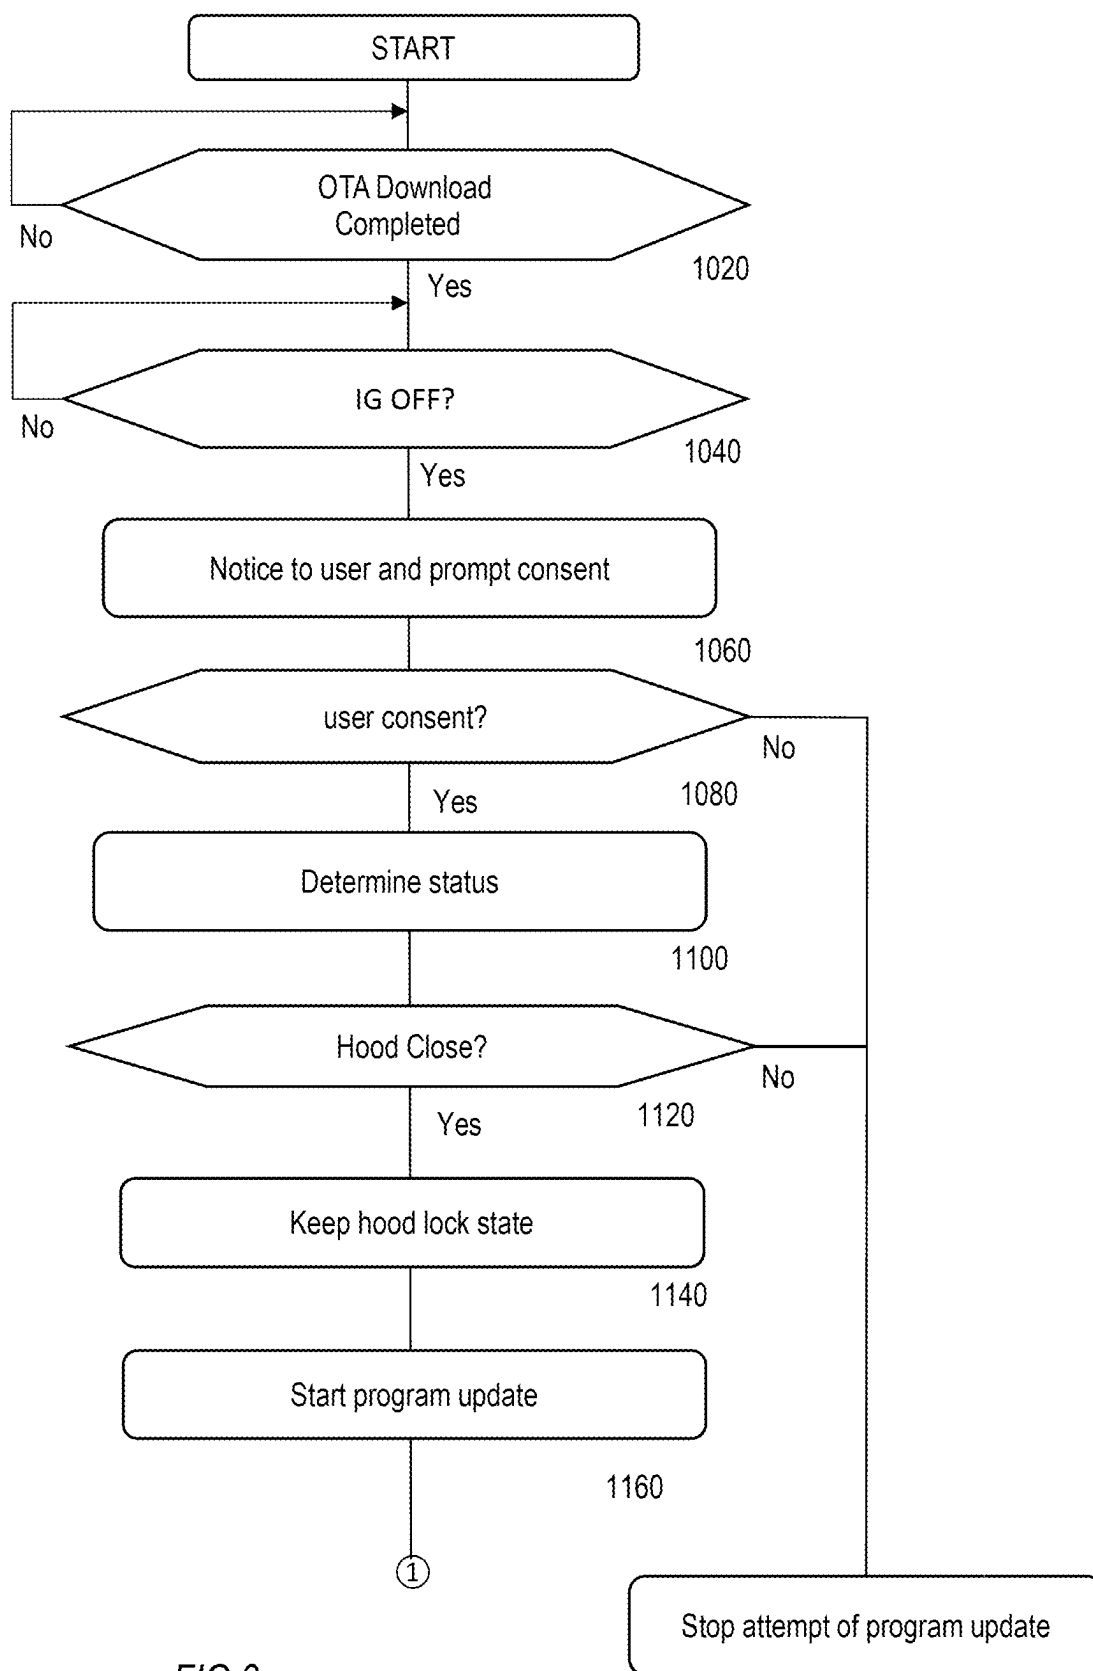 START
OTA Download
Completed
No
1020
Yes
IG OFF?
No
1040
Yes
Notice to user and prompt consent
1060
user consent?
No
1080
Yes
Determine status
1100
Hood Close?
No
1120
Yes
Keep hood lock state
1140
Start program update
1160
1
Stop attempt of program update